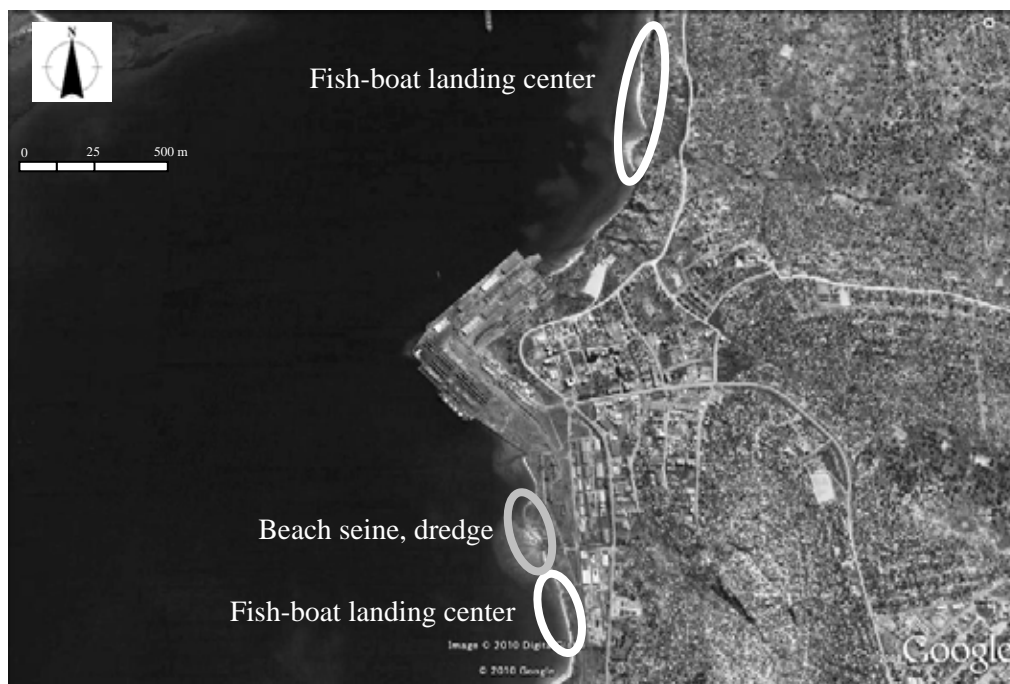 N
Fish-boat landing center
0 25 500 m
Beach seine, dredge
Fish-boat landing center
Image © 2010 Digital
© 2010 Google
Google